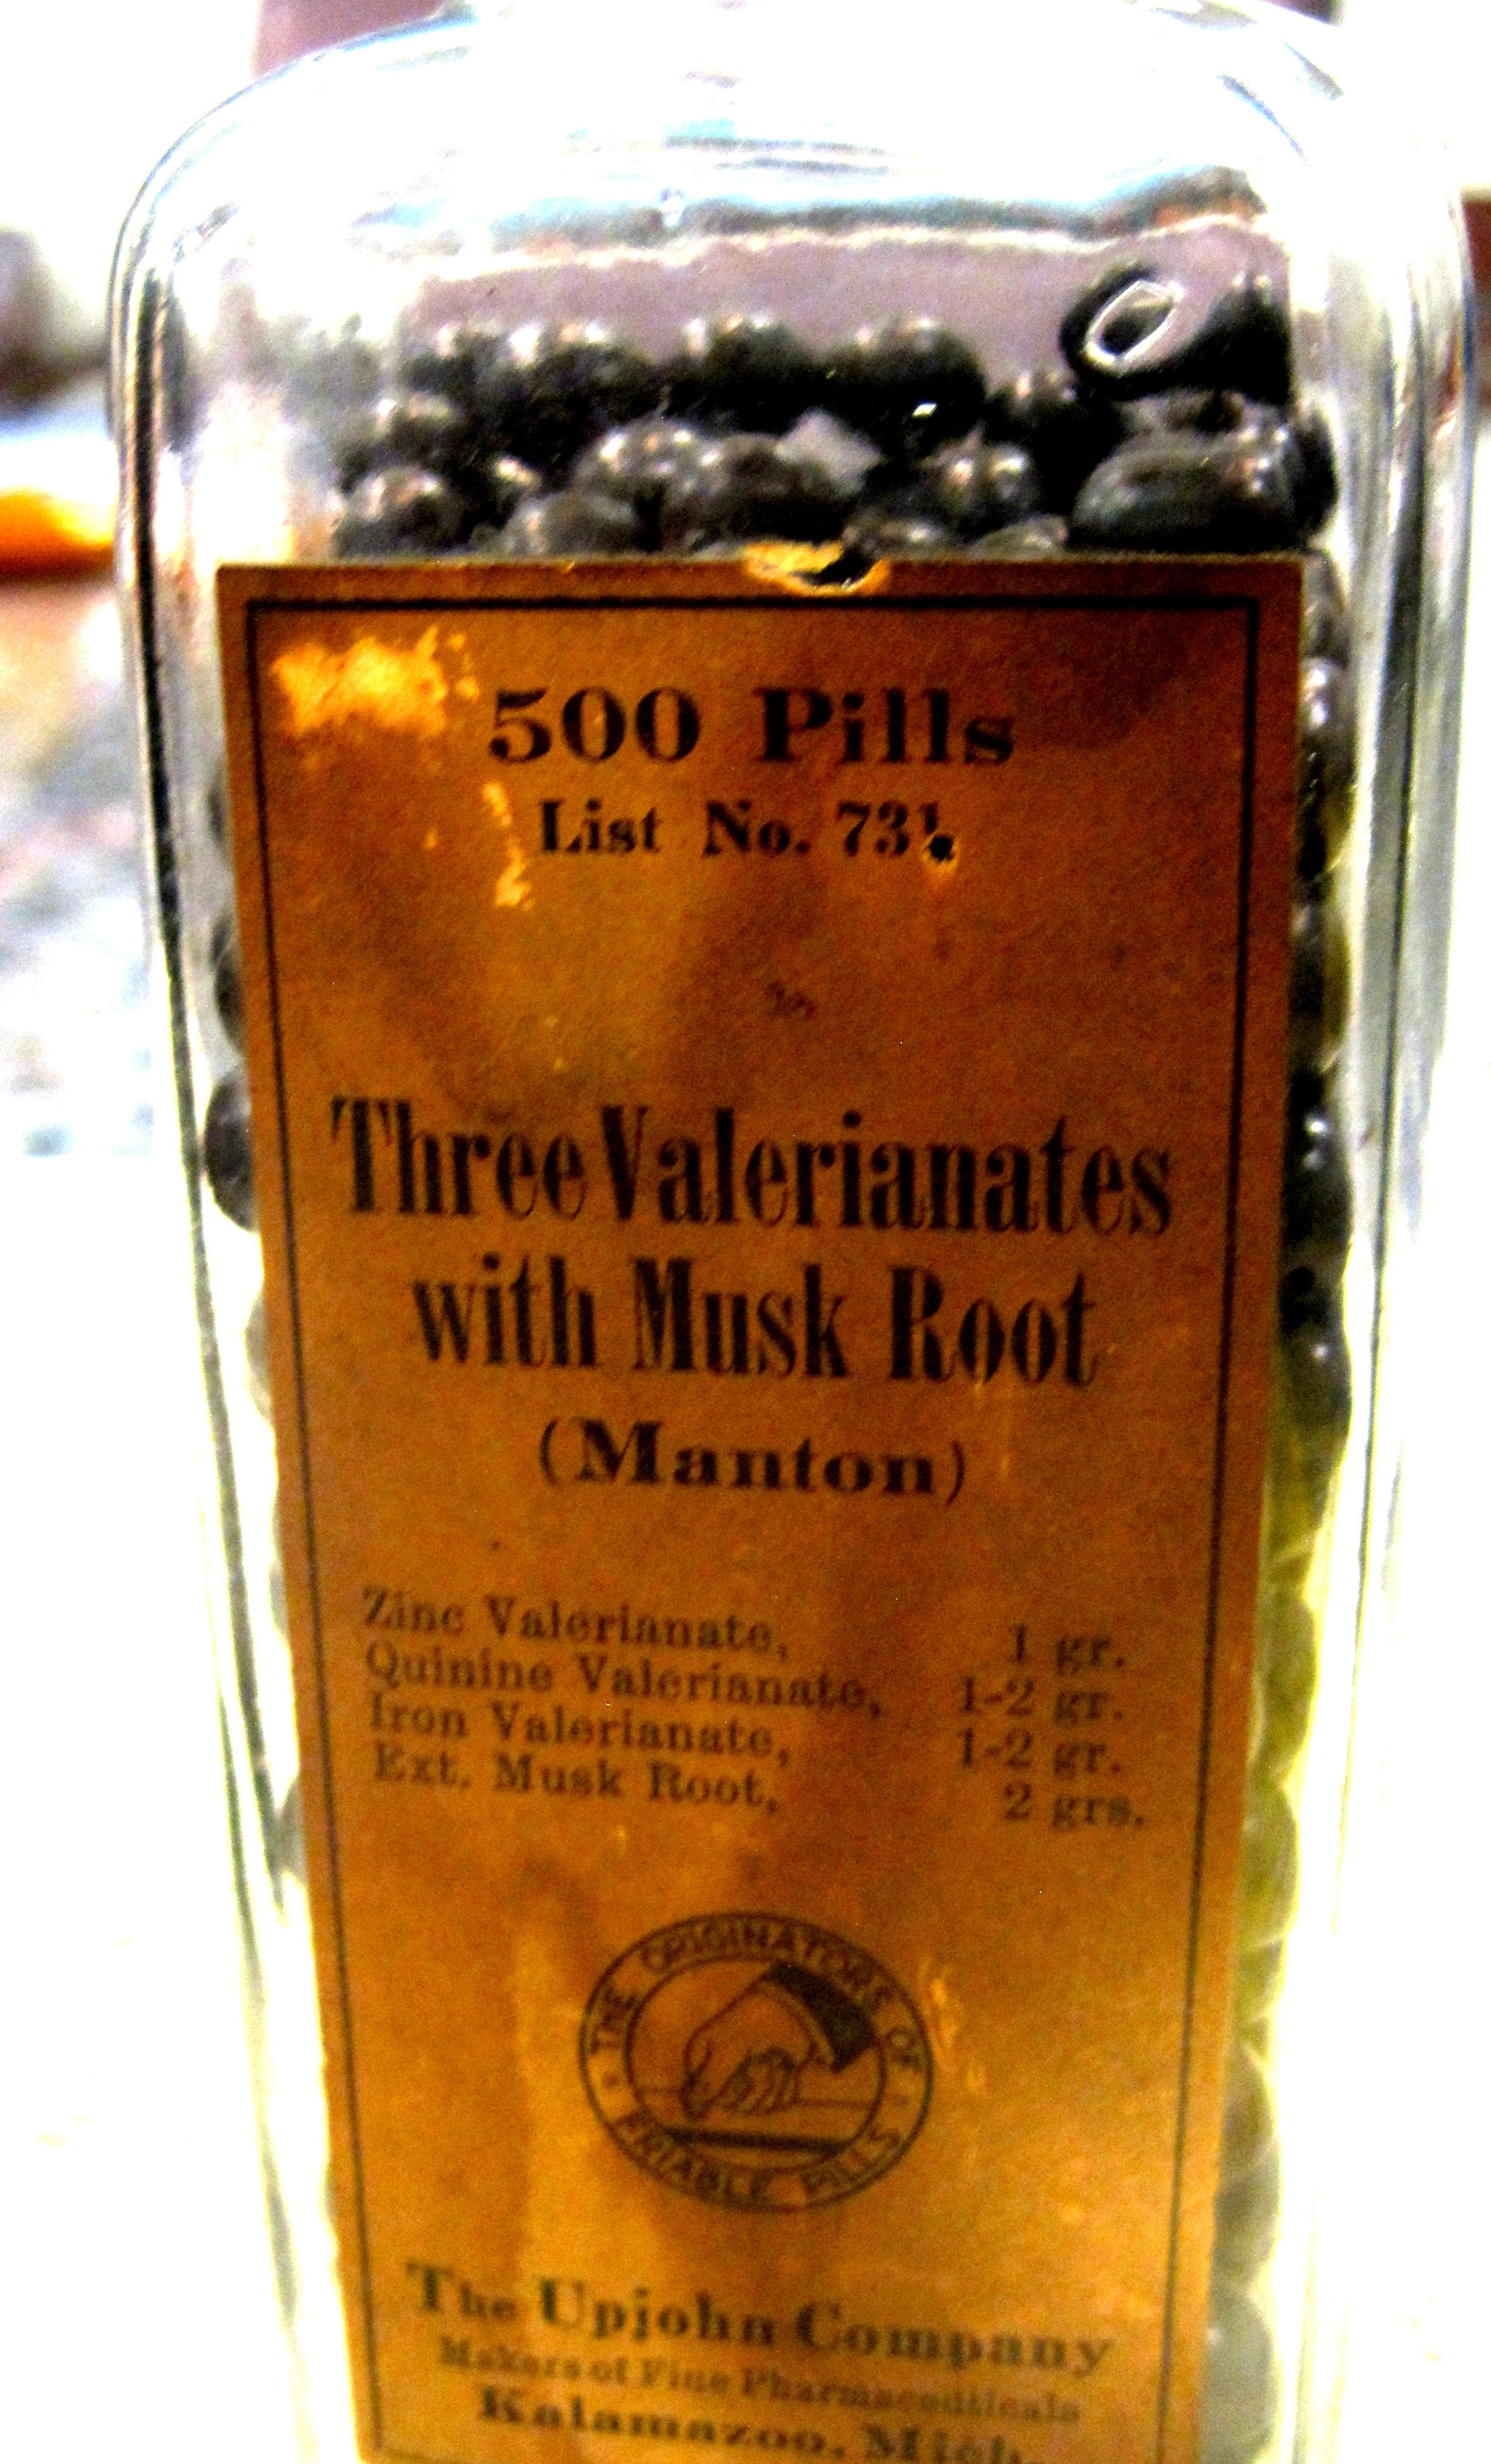 500 Pills
List No. 73
Three Valerianates
with Musk Root
(Manton)
Zinc Valerianate, 1 gr.
Quinine Valerianate, 1-2 gr.
Iron Valerianate, 1-2 gr.
Ext. Musk Root, 2 grs.
THE ORIGINATORS OF
FRIABLE PILLS
The Upjohn Company
Makers of Fine Pharmaceuticals
Kalamazoo, Mich.